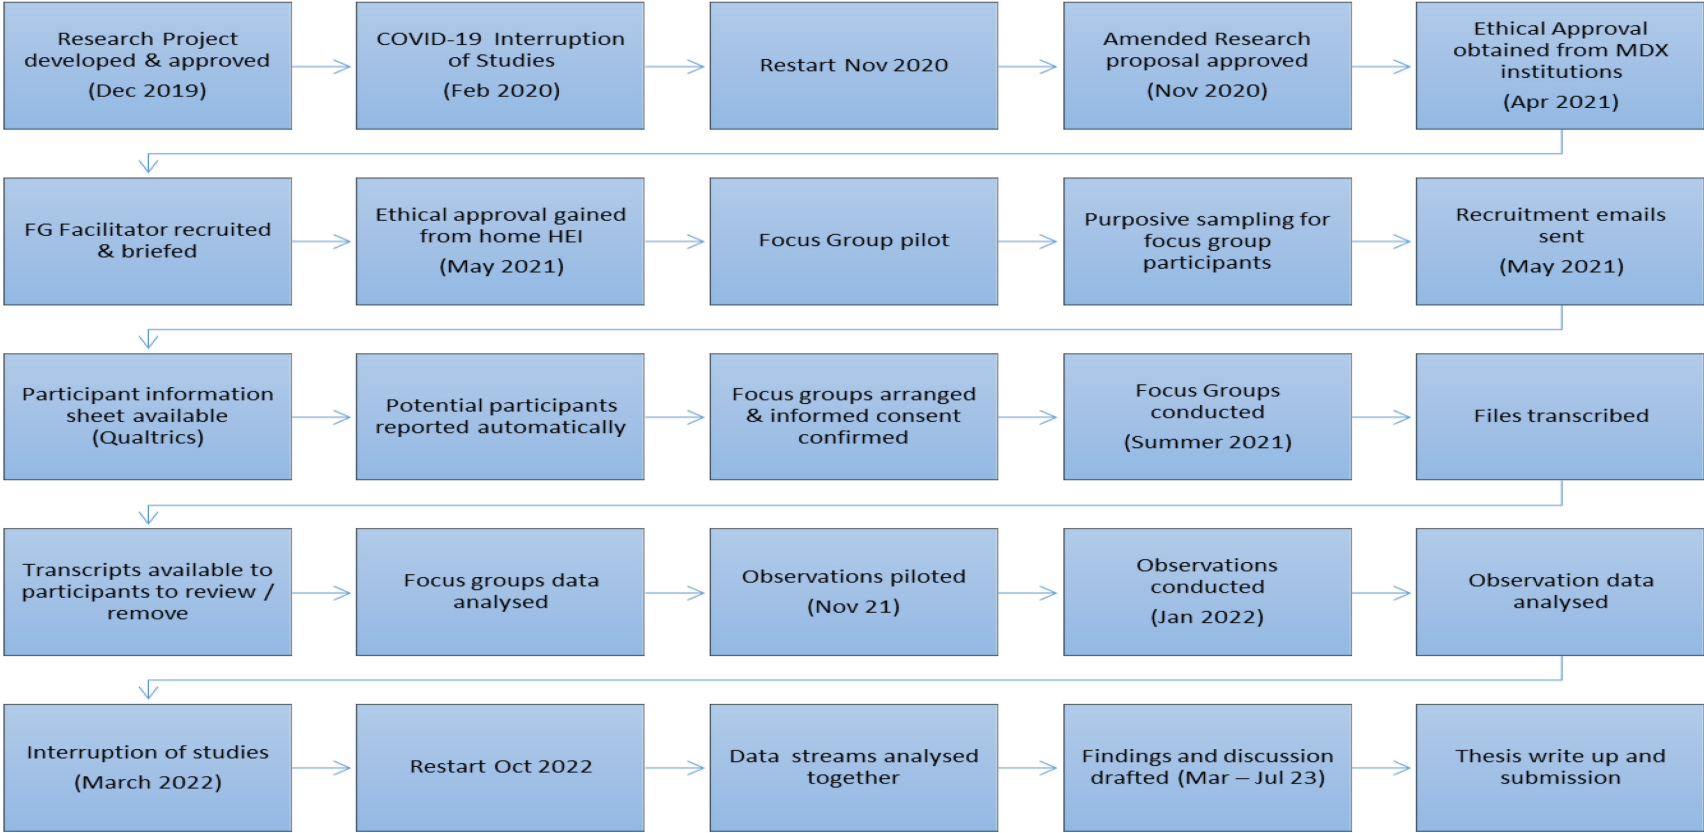 Research Project
developed & approved
(Dec 2019)
COVID-19 Interruption
of Studies
(Feb 2020)
Restart Nov 2020
Amended Research
proposal approved
(Nov 2020)
Ethical Approval
obtained from MDX
institutions
(Apr 2021)
FG Facilitator recruited
& briefed
Ethical approval gained
from home HEI
(May 2021)
Focus Group pilot
Purposive sampling for
focus group
participants
Recruitment emails
sent
(May 2021)
Participant information
sheet available
(Qualtrics)
Potential participants
reported automatically
Focus groups arranged
& informed consent
confirmed
Focus Groups
conducted
(Summer 2021)
Files transcribed
Transcripts available to
participants to review /
remove
Focus groups data
analysed
Observations piloted
(Nov 21)
Observations
conducted
(Jan 2022)
Observation data
analysed
Interruption of studies
(March 2022)
Restart Oct 2022
Data streams analysed
together
Findings and discussion
drafted (Mar – Jul 23)
Thesis write up and
submission